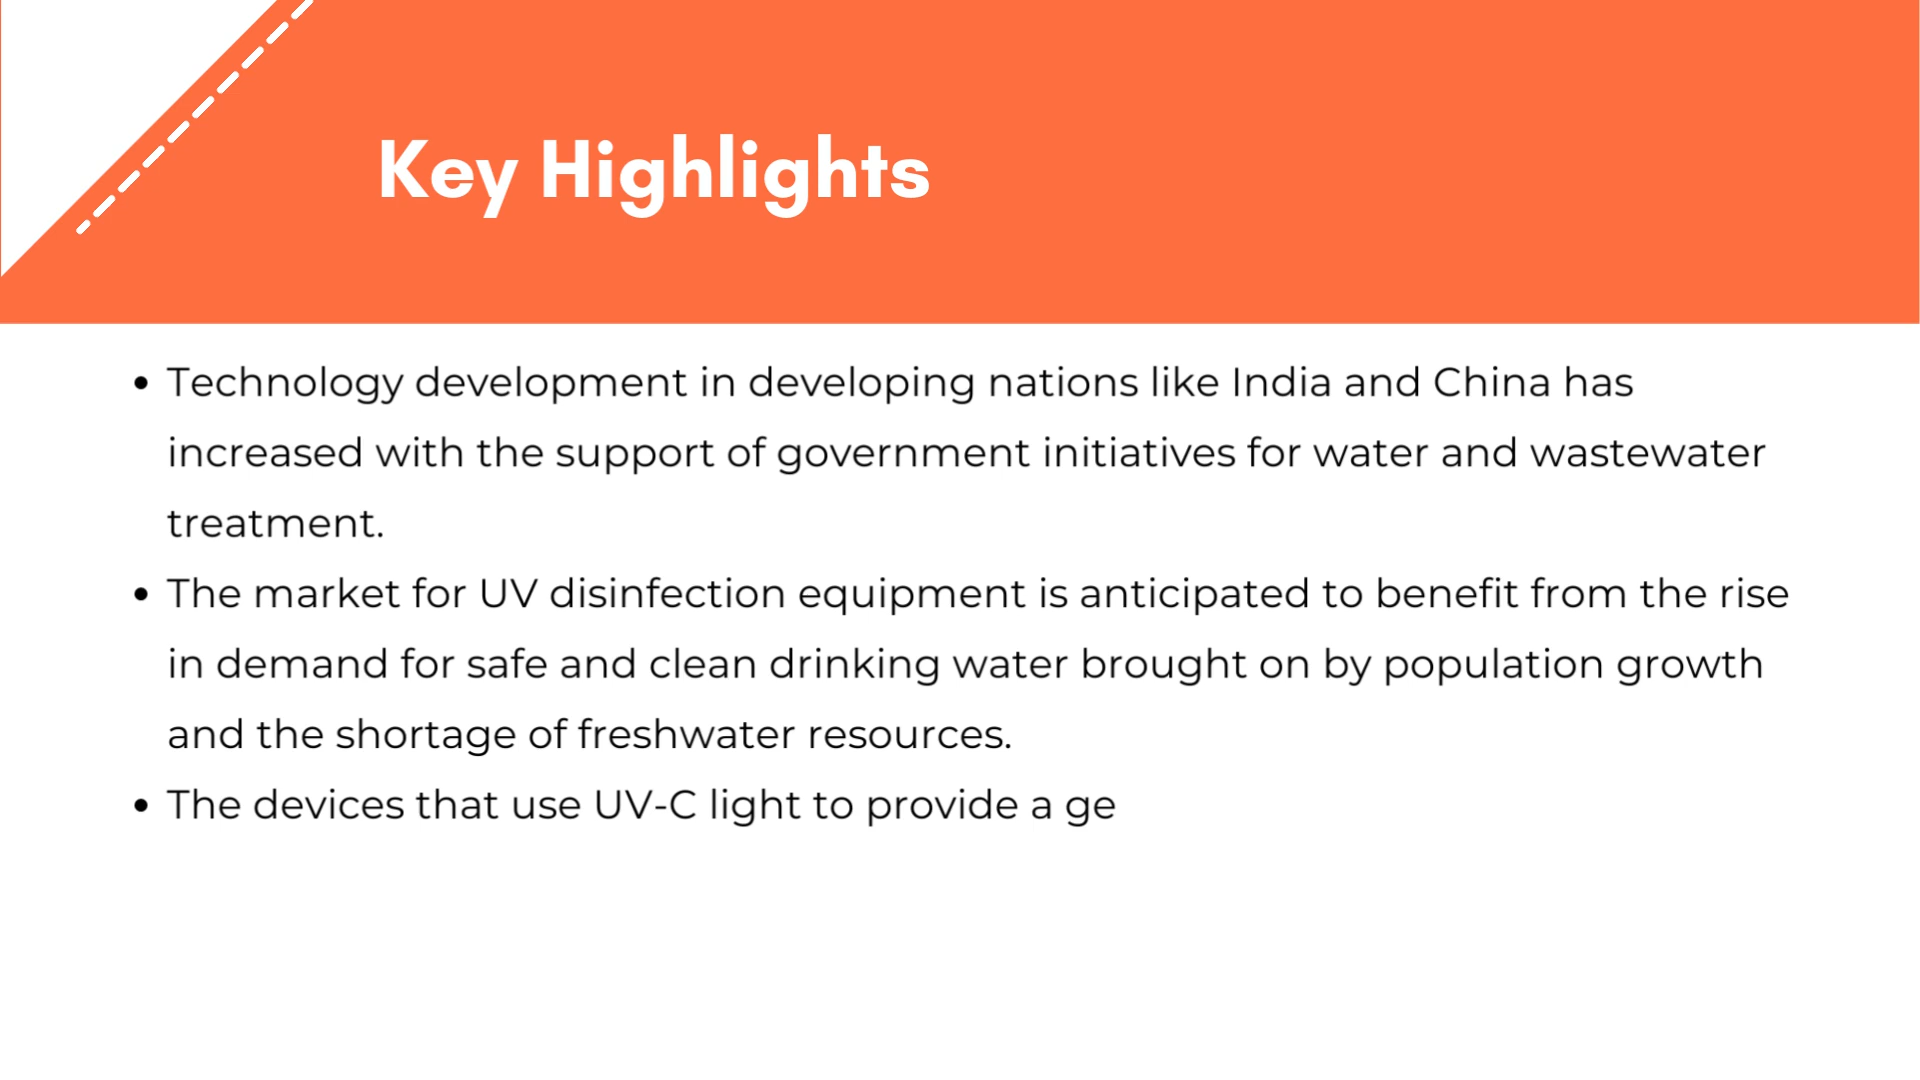 Key Highlights
• Technology development in developing nations like India and China has
increased with the support of government initiatives for water and wastewater
treatment.
• The market for UV disinfection equipment is anticipated to benefit from the rise
in demand for safe and clean drinking water brought on by population growth
and the shortage of freshwater resources.
• The devices that use UV-C light to provide a ge